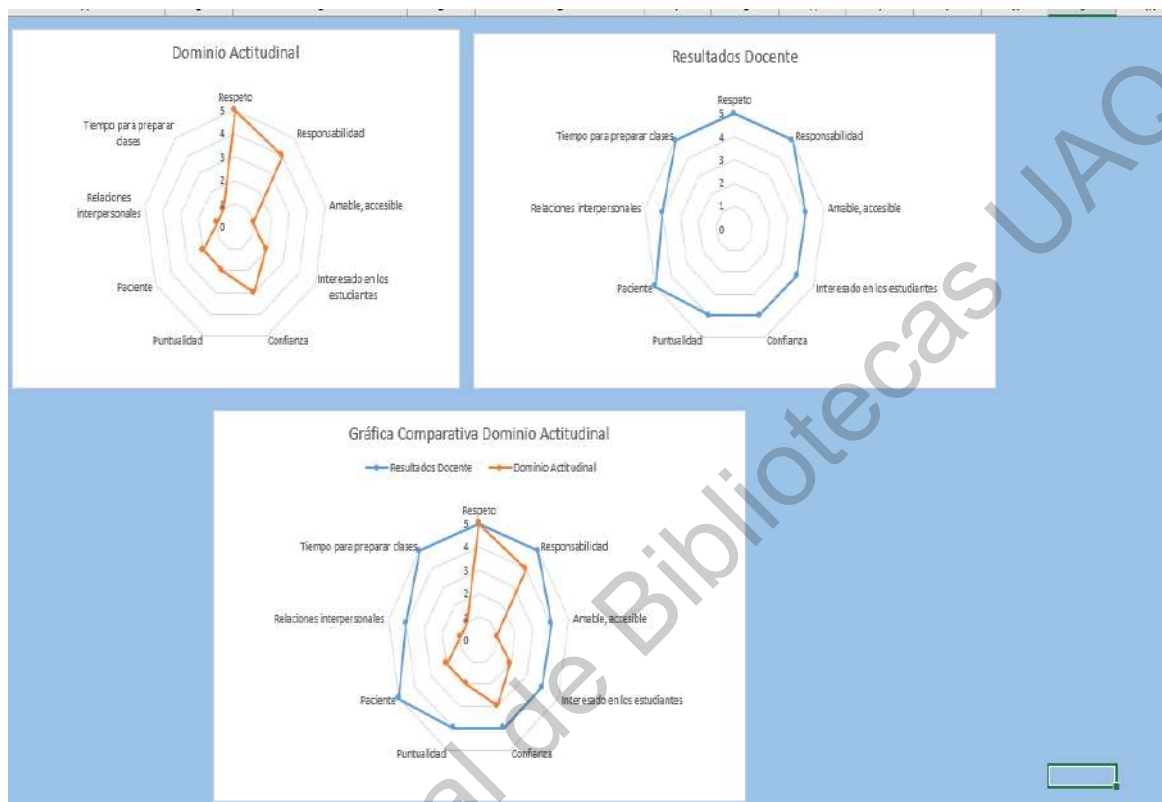 Dominio Actitudinal
Respeto
5
4
3
2
1
0
Responsabilidad
Amable, accesible
Interesado en los
estudiantes
Confianza
Puntualidad
Paciente
Relaciones
interpersonales
Tiempo para preparar
clases
Resultados Docente
Respeto
5
4
3
2
1
0
Responsabilidad
Amable, accesible
Interesado en los estudiantes
Confianza
Puntualidad
Paciente
Relaciones interpersonales
Tiempo para preparar clases
Gráfica Comparativa Dominio Actitudinal
Resultados Docente
Dominio Actitudinal
Respeto
5
4
3
2
1
0
Responsabilidad
Amable, accesible
Interesado en los estudiantes
Confianza
Puntualidad
Paciente
Relaciones interpersonales
Tiempo para preparar clases
al de Bibliotecas UAQ